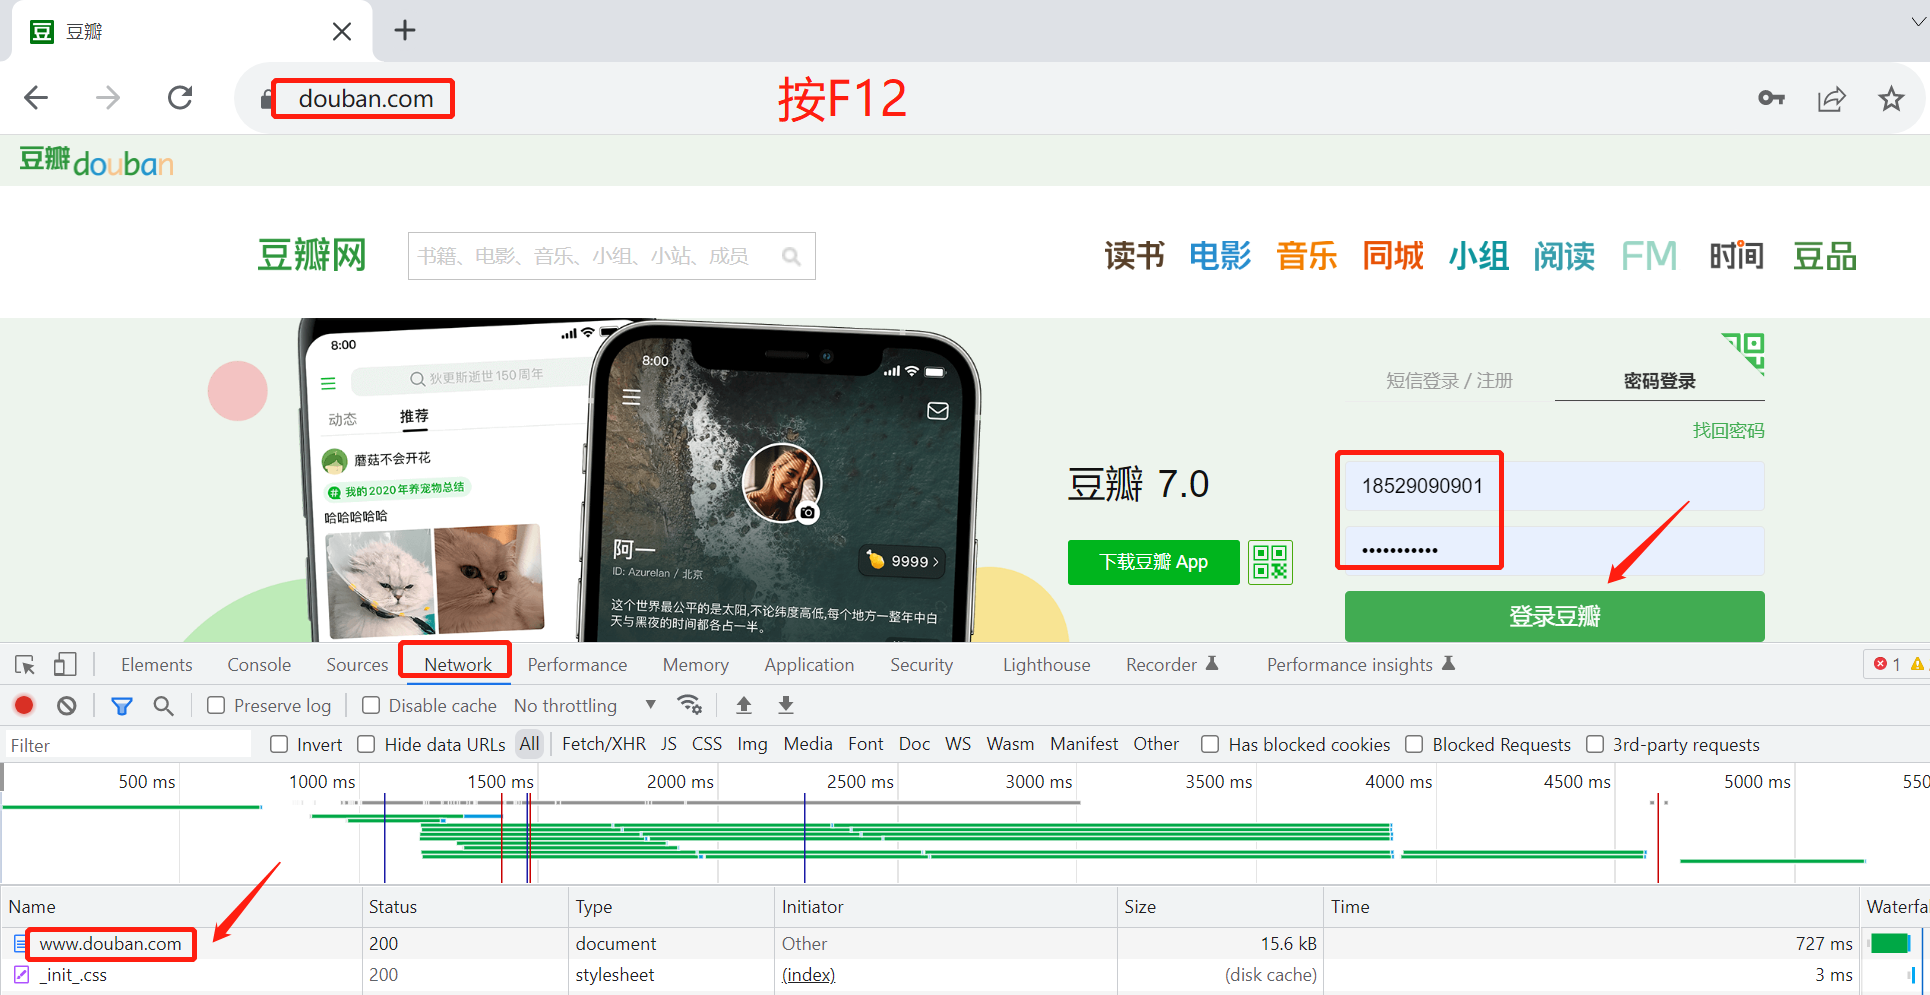 豆瓣
douban.com
按F12
豆瓣douban
豆瓣网
书籍、电影、音乐、小组、小站、成员
读书 电影 音乐 同城 小组 阅读 FM 时间 豆品
8:00
狄更斯逝世150周年
动态 推荐
蘑菇不会开花
#我的2020年养宠物总结
哈哈哈哈哈
8:00
阿一
ID: Azurelan / 北京
9999 >
这个世界最公平的是太阳,不论纬度高低,每个地方一整年中白
天与黑夜的时间都各占一半。
豆瓣 7.0
下载豆瓣 App
短信登录 / 注册 密码登录
找回密码
18529090901
•••••••••••
登录豆瓣
Elements Console Sources Network Performance Memory Application Security Lighthouse Recorder Performance insights 1
Preserve log Disable cache No throttling
Filter Invert Hide data URLs All Fetch/XHR JS CSS Img Media Font Doc WS Wasm Manifest Other Has blocked cookies Blocked Requests 3rd-party requests
500 ms 1000 ms 1500 ms 2000 ms 2500 ms 3000 ms 3500 ms 4000 ms 4500 ms 5000 ms 550
Name Status Type Initiator Size Time Waterfa
www.douban.com 200 document Other 15.6 kB 727 ms
_init_.css 200 stylesheet (index) (disk cache) 3 ms